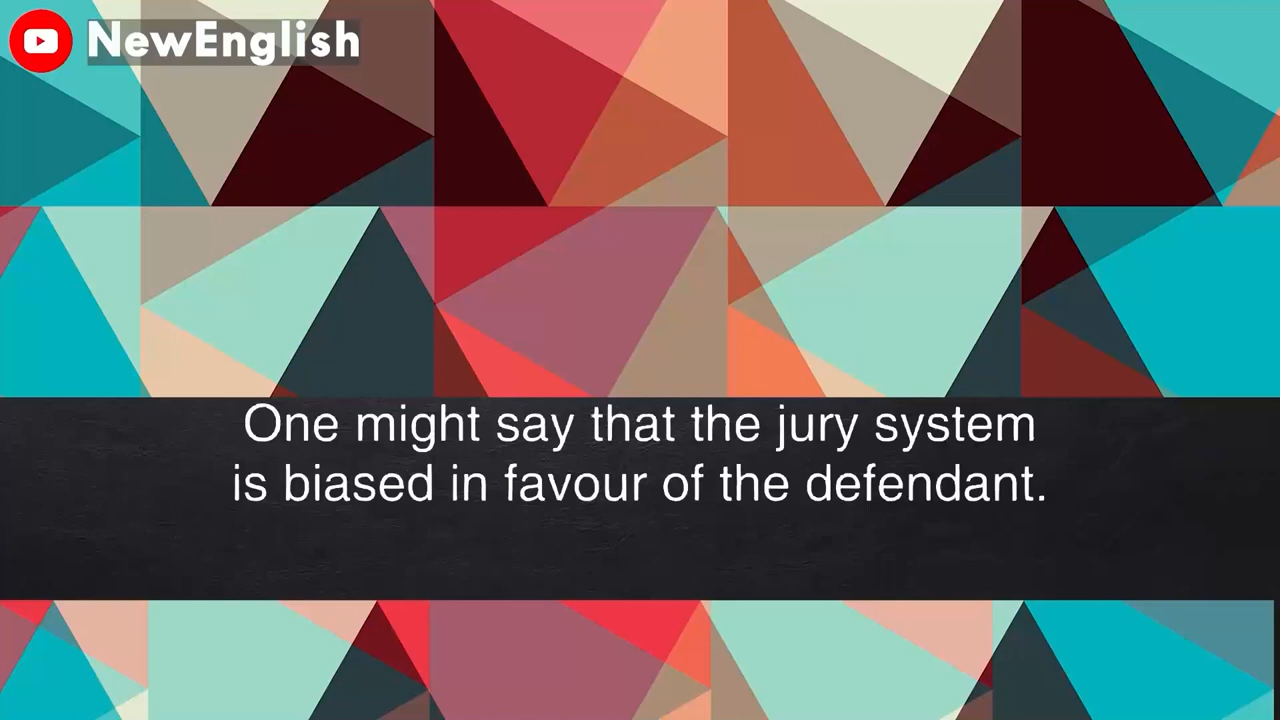 NewEnglish
One might say that the jury system
is biased in favour of the defendant.